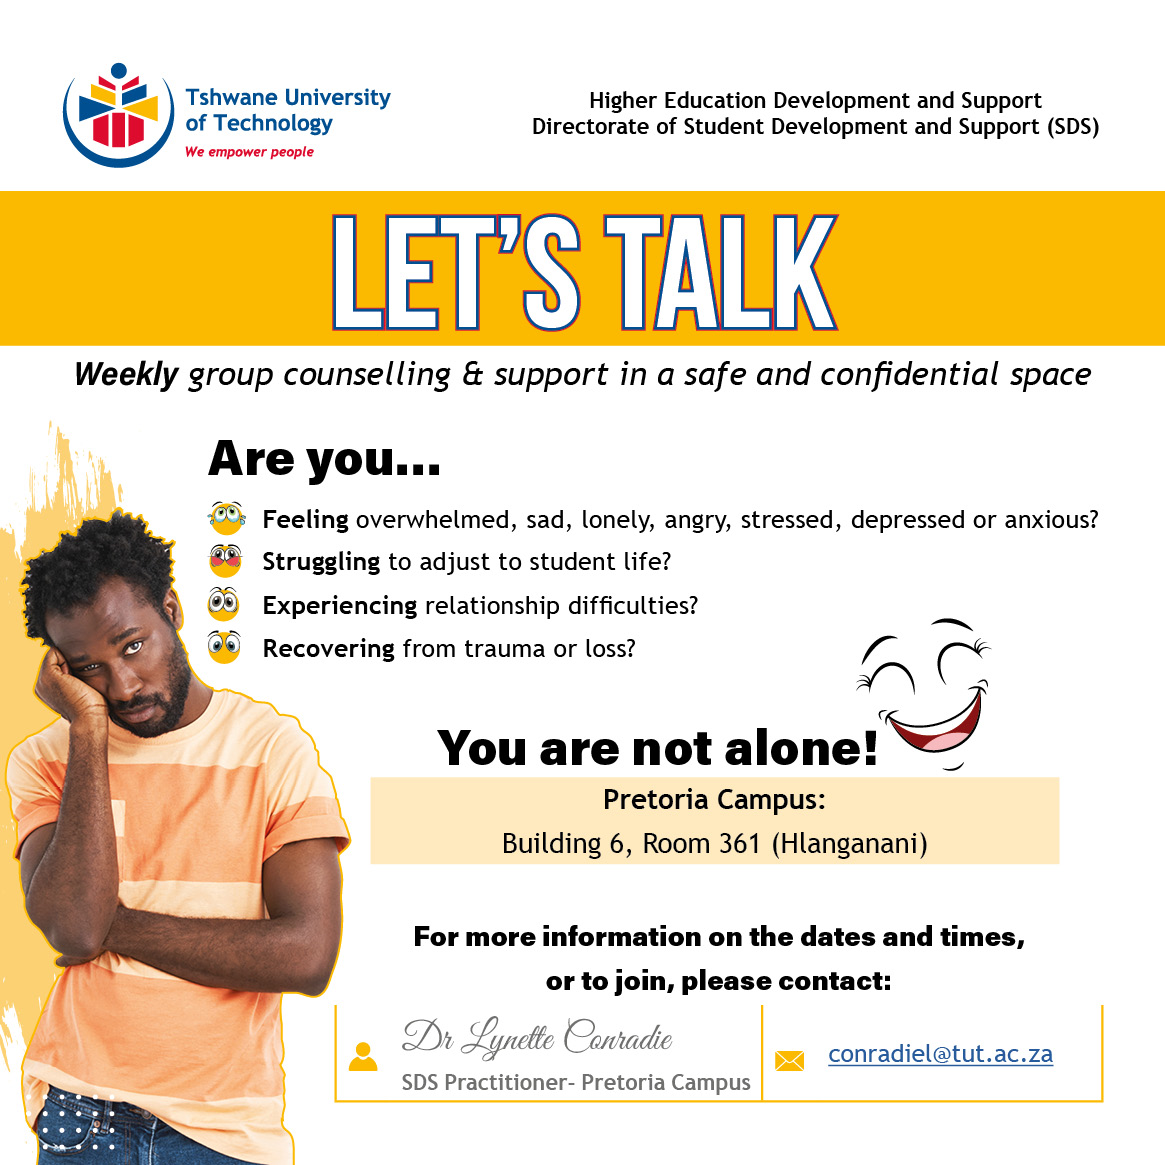 Tshwane University
of Technology
We empower people
Higher Education Development and Support
Directorate of Student Development and Support (SDS)
LET'S TALK
Weekly group counselling & support in a safe and confidential space
Are you...
Feeling overwhelmed, sad, lonely, angry, stressed, depressed or anxious?
Struggling to adjust to student life?
Experiencing relationship difficulties?
Recovering from trauma or loss?
You are not alone!
Pretoria Campus:
Building 6, Room 361 (Hlanganani)
For more information on the dates and times,
or to join, please contact:
Dr Lynette Conradie
SDS Practitioner- Pretoria Campus
conradiel@tut.ac.za